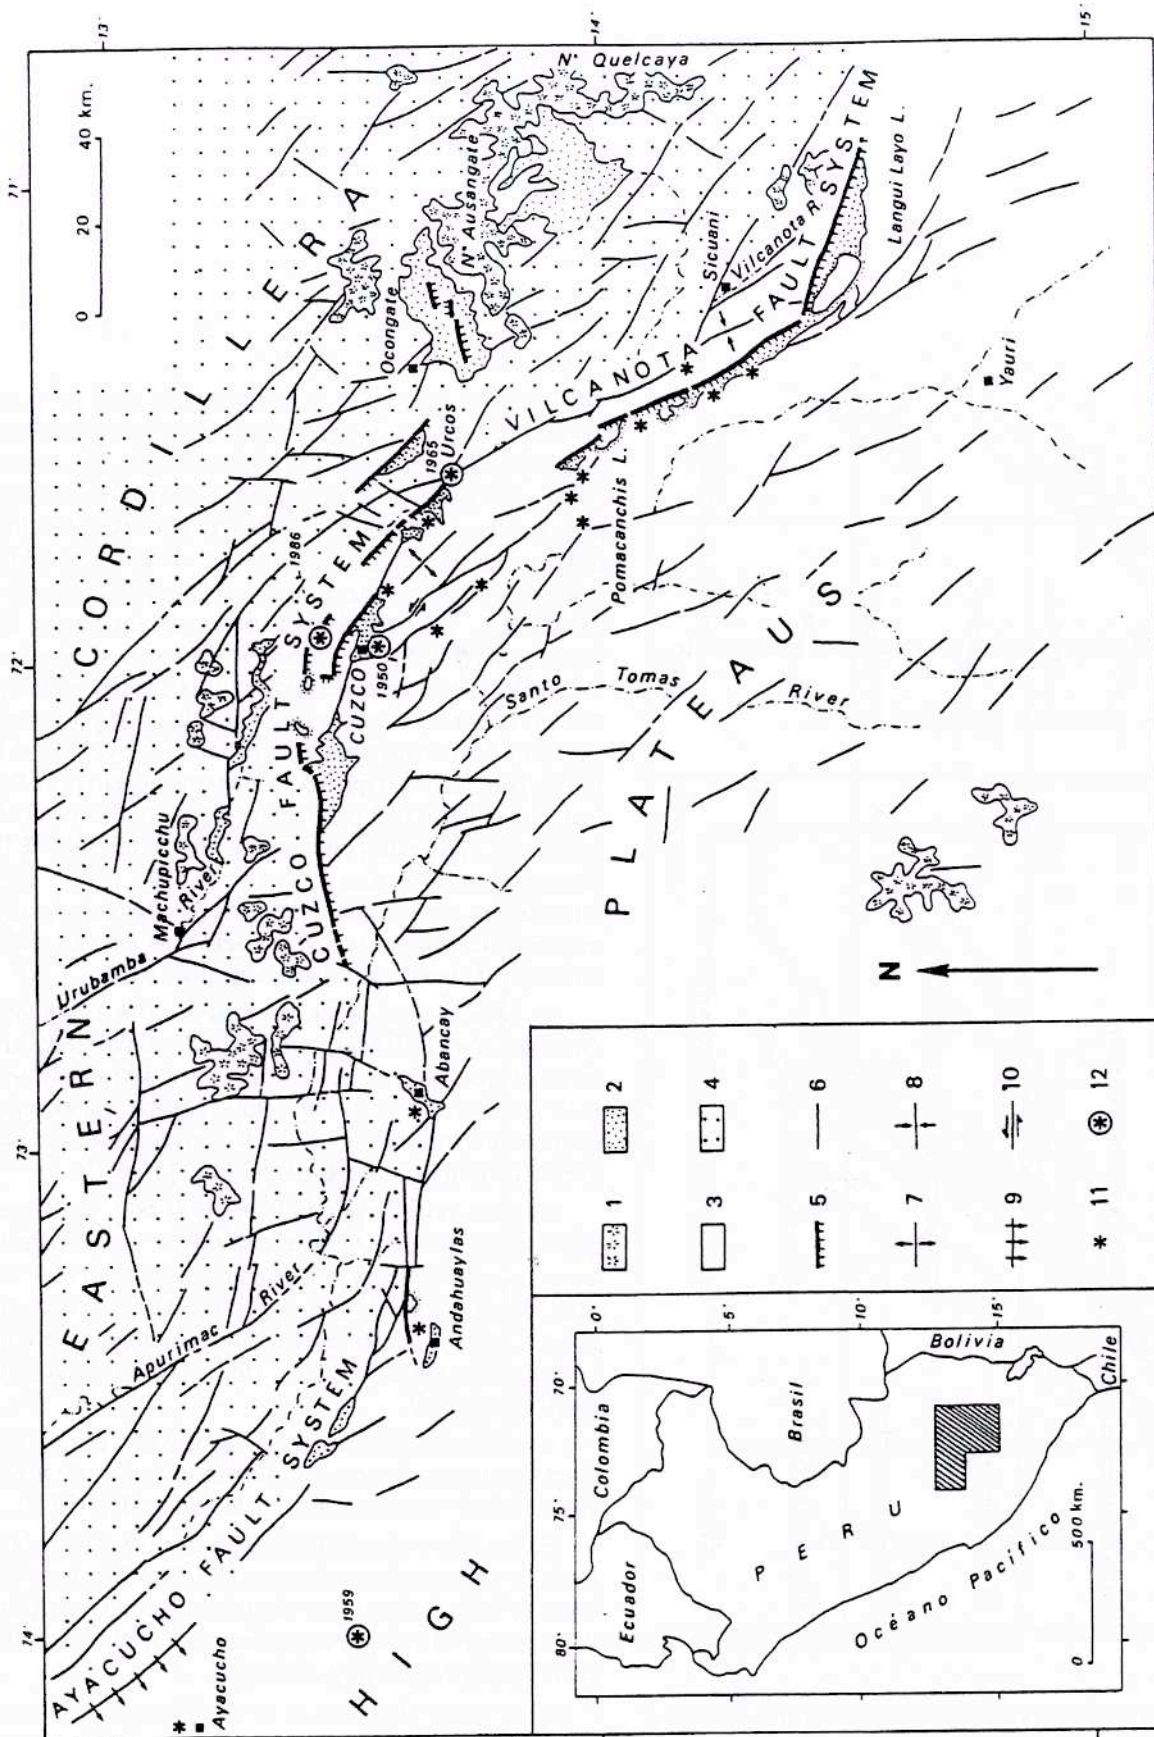 74°
73°
72°
71°
13°
14°
15°
0 20 40 km.
EASTERN CORDILLERA
HIGH PLATEAUS
AYACUCHO FAULT SYSTEM
CUZCO FAULT SYSTEM
VILCANOTA FAULT SYSTEM
Ayacucho
1959
Apurimac River
Andahuaylas
Abancay
Urubamba River
Machupicchu
CUZCO
1950
1986
1965
Urcos
Ocongate
Nº Ausangate
Nº Quelcaya
Sicuani
Vilcanota R.
Langui Layo L.
Pomacanchis L.
Yauri
Santo Tomas River
N
1
2
3
4
5
6
7
8
9
10
11
12
80°
75°
70°
0°
5°
10°
15°
Ecuador
Colombia
Brasil
PERU
Bolivia
Chile
Océano Pacífico
0 500 km.